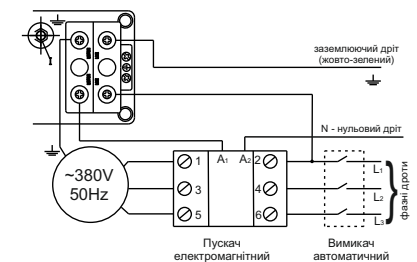 заземлюючий дріт
(жовто-зелений)
N - нульовий дріт
1
A₁
A₂
2
L₁
~380V
50Hz
3
4
L₂
5
6
L₃
фазні дроти
Пускач
електромагнітний
Вимикач
автоматичний